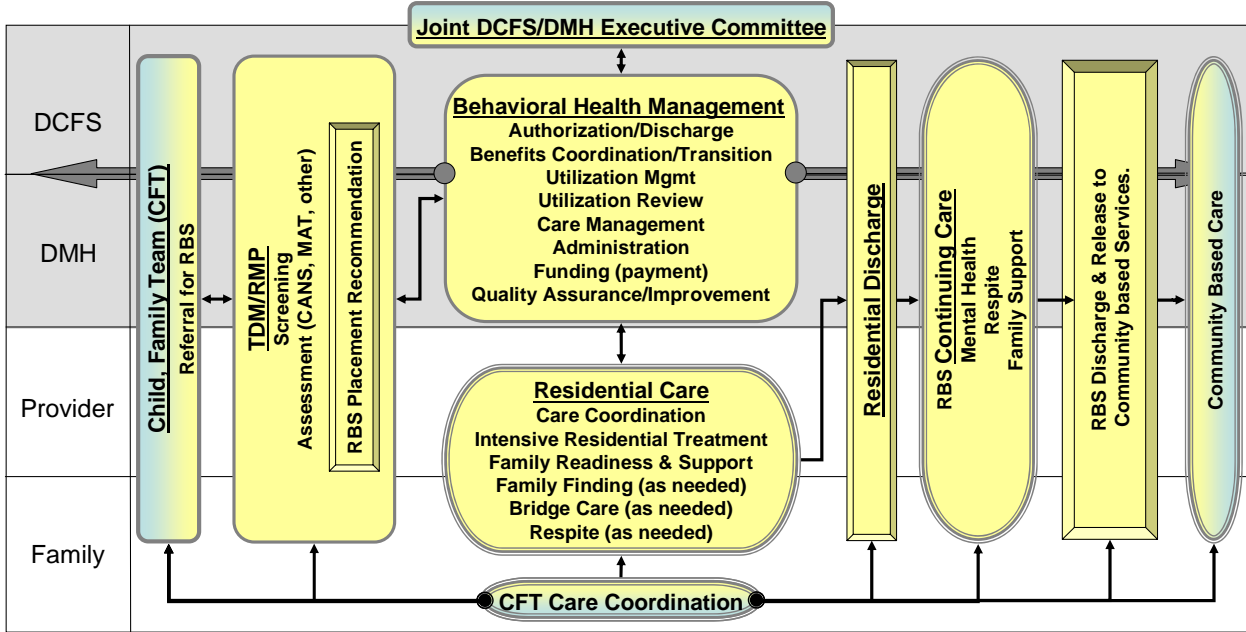 Joint DCFS/DMH Executive Committee
DCFS
DMH
Provider
Family
Child, Family Team (CFT)
Referral for RBS
TDM/RMP
Screening
Assessment (CANS, MAT, other)
RBS Placement Recommendation
Behavioral Health Management
Authorization/Discharge
Benefits Coordination/Transition
Utilization Mgmt
Utilization Review
Care Management
Administration
Funding (payment)
Quality Assurance/Improvement
Residential Care
Care Coordination
Intensive Residential Treatment
Family Readiness & Support
Family Finding (as needed)
Bridge Care (as needed)
Respite (as needed)
CFT Care Coordination
Residential Discharge
RBS Continuing Care
Mental Health
Respite
Family Support
RBS Discharge & Release to
Community based Services.
Community Based Care